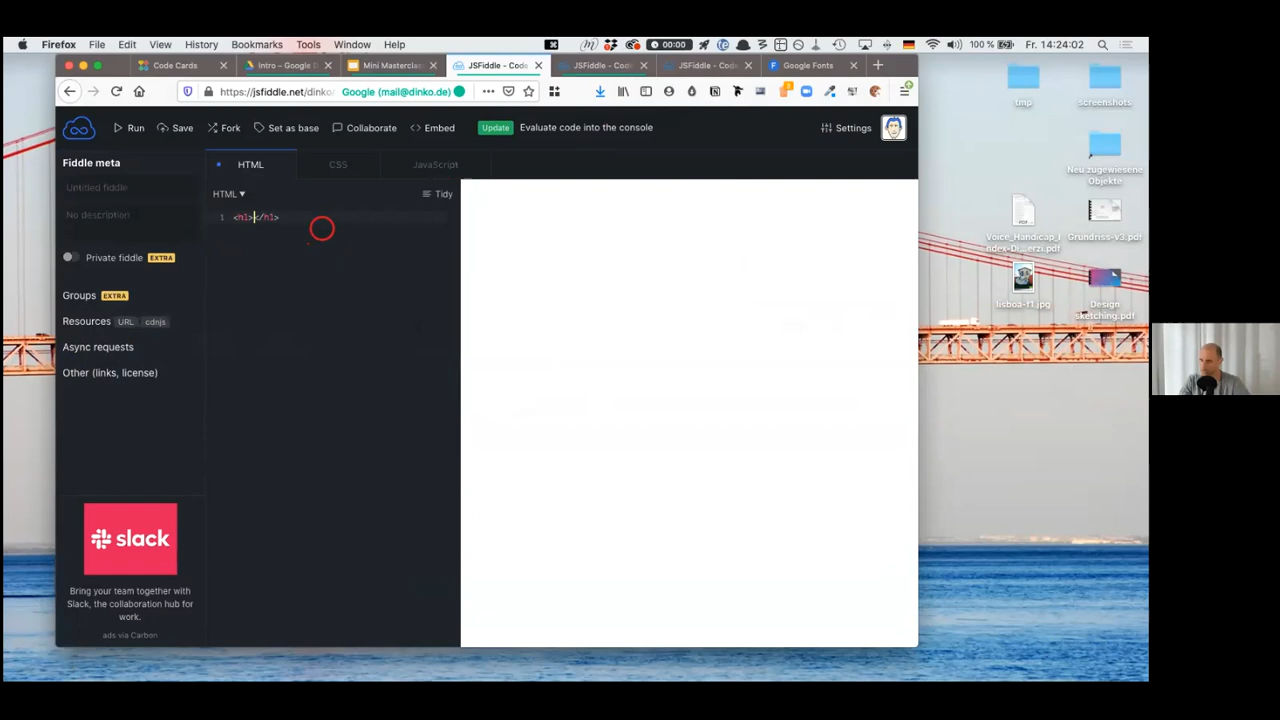 Firefox File Edit View History Bookmarks Tools Window Help 00:00 100 % Fr. 14:24:02
Code Cards Intro – Google D Mini Masterclas JSFiddle - Code JSFiddle - Code JSFiddle - Code Google Fonts
https://jsfiddle.net/dinko Google (mail@dinko.de)
Run Save Fork Set as base Collaborate Embed Update Evaluate code into the console Settings
Fiddle meta
Untitled fiddle
No description
Private fiddle EXTRA
Groups EXTRA
Resources URL cdnjs
Async requests
Other (links, license)
slack
Bring your team together with
Slack, the collaboration hub for
work.
ads via Carbon
HTML CSS JavaScript
HTML Tidy
1 <h1></h1>
tmp
screenshots
Neu zugewiesene
Objekte
PDF
Voice_Handicap_I
Grundriss-v3.pdf
lisboa-f1.jpg
Design
sketching.pdf